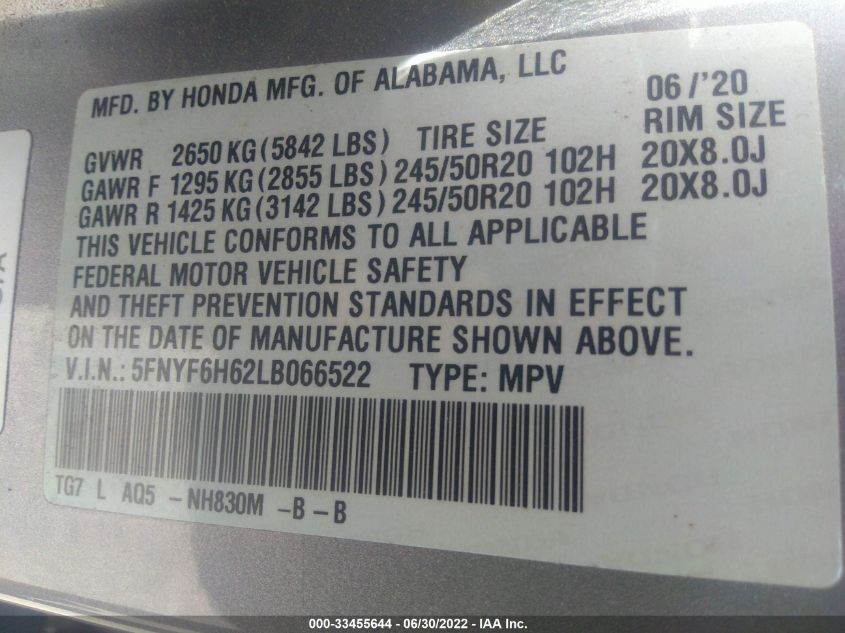 MFD. BY HONDA MFG. OF ALABAMA, LLC 06/'20
GVWR 2650 KG (5842 LBS) TIRE SIZE RIM SIZE
GAWR F 1295 KG (2855 LBS) 245/50R20 102H 20X8.0J
GAWR R 1425 KG (3142 LBS) 245/50R20 102H 20X8.0J
THIS VEHICLE CONFORMS TO ALL APPLICABLE
FEDERAL MOTOR VEHICLE SAFETY
AND THEFT PREVENTION STANDARDS IN EFFECT
ON THE DATE OF MANUFACTURE SHOWN ABOVE.
V.I.N.: 5FNYF6H62LB066522 TYPE: MPV
TG7 L AQ5 -NH830M -B -B
000-33455644 - 06/30/2022 - IAA Inc.